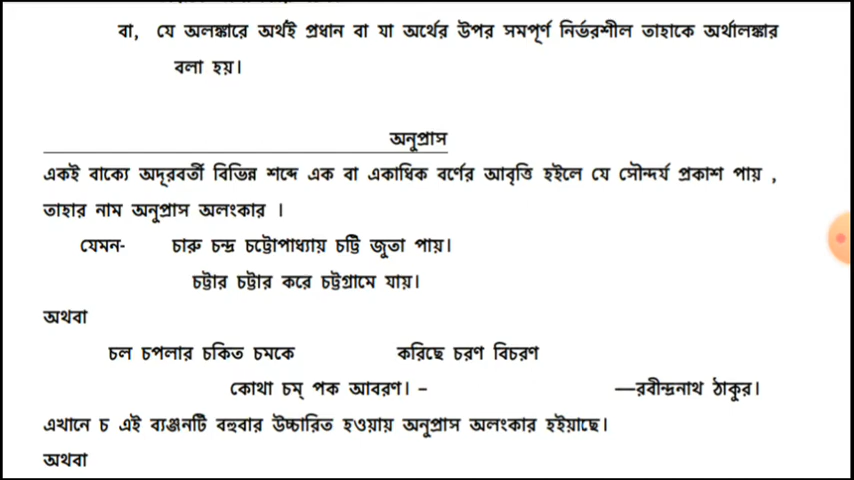 বা, যে অলঙ্কারে অর্থই প্রধান বা যা অর্থের উপর সমপূর্ণ নির্ভরশীল তাহাকে অর্থালঙ্কার
বলা হয়।
অনুপ্রাস
একই বাক্যে অদূরবর্তী বিভিন্ন শব্দে এক বা একাধিক বর্ণের আবৃত্তি হইলে যে সৌন্দর্য প্রকাশ পায় ,
তাহার নাম অনুপ্রাস অলংকার ।
যেমন- চারু চন্দ্র চট্টোপাধ্যায় চট্টি জুতা পায়।
চট্টার চট্টার করে চট্টগ্রামে যায়।
অথবা
চল চপলার চকিত চমকে করিছে চরণ বিচরণ
কোথা চম্ পক আবরণ। – —রবীন্দ্রনাথ ঠাকুর।
এখানে চ এই ব্যঞ্জনটি বহুবার উচ্চারিত হওয়ায় অনুপ্রাস অলংকার হইয়াছে।
অথবা